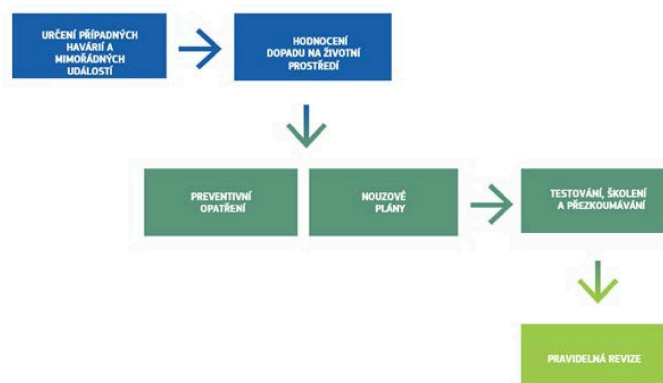 URČENÍ PŘÍPADNÝCH
HAVÁRIÍ A
MIMOŘÁDNÝCH
UDÁLOSTÍ
HODNOCENÍ
DOPADU NA ŽIVOTNÍ
PROSTŘEDÍ
PREVENTIVNÍ
OPATŘENÍ
NOUZOVÉ
PLÁNY
TESTOVÁNÍ, ŠKOLENÍ
A PŘEZKOUMÁVÁNÍ
PRAVIDELNÁ REVIZE